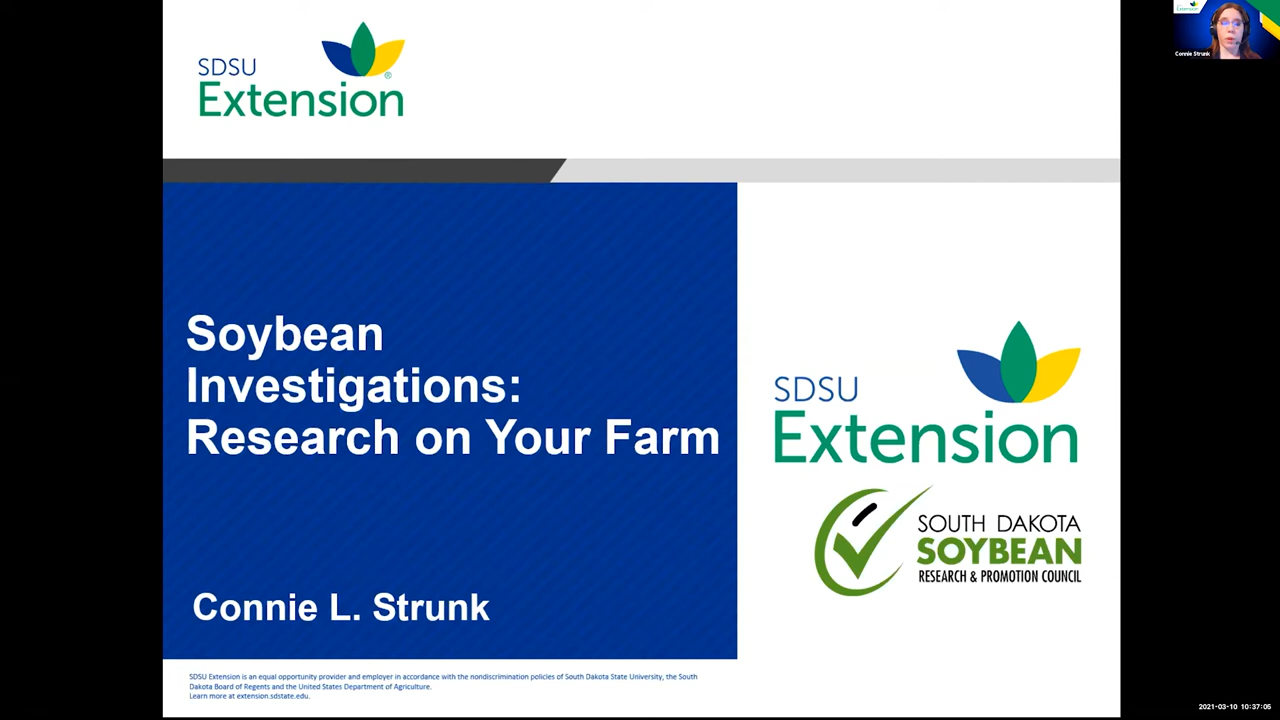 SDSU
Extension
Extension
Connie Strunk
Soybean
Investigations:
Research on Your Farm
Connie L. Strunk
SDSU
Extension
SOUTH DAKOTA
SOYBEAN
RESEARCH & PROMOTION COUNCIL
SDSU Extension is an equal opportunity provider and employer in accordance with the nondiscrimination policies of South Dakota State University, the South
Dakota Board of Regents and the United States Department of Agriculture.
Learn more at extension.sdstate.edu.
2021-03-10 10:37:05